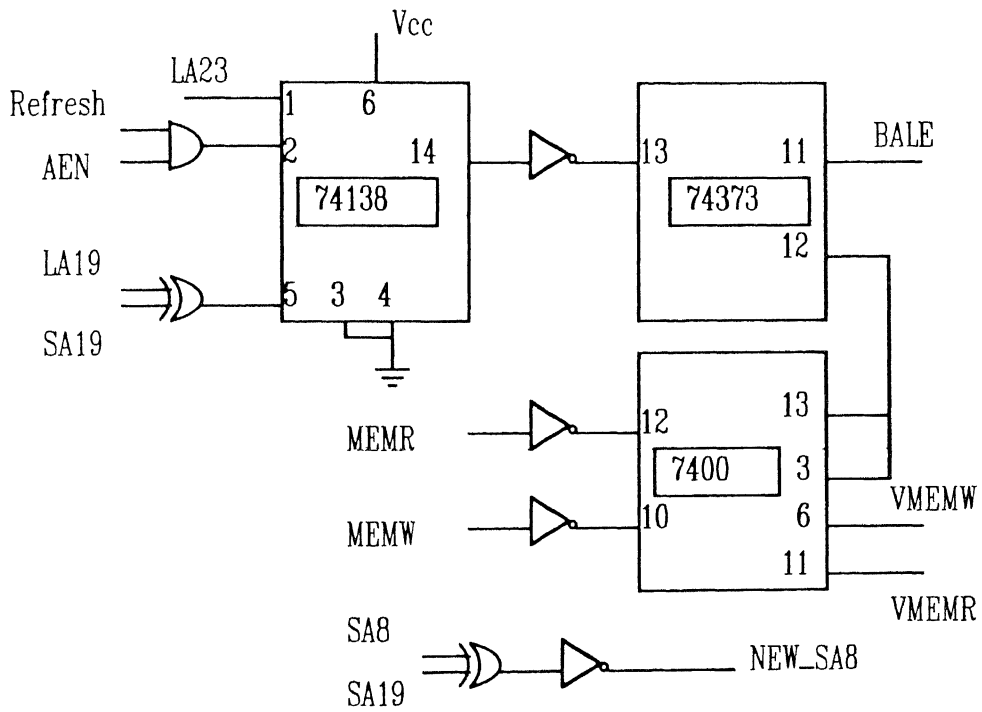 Vcc
LA23
Refresh
AEN
1
6
2
14
74138
LA19
SA19
5 3 4
13
11
BALE
74373
12
MEMR
12
13
7400
3
MEMW
10
6
VMEMW
11
VMEMR
SA8
SA19
NEW_SA8